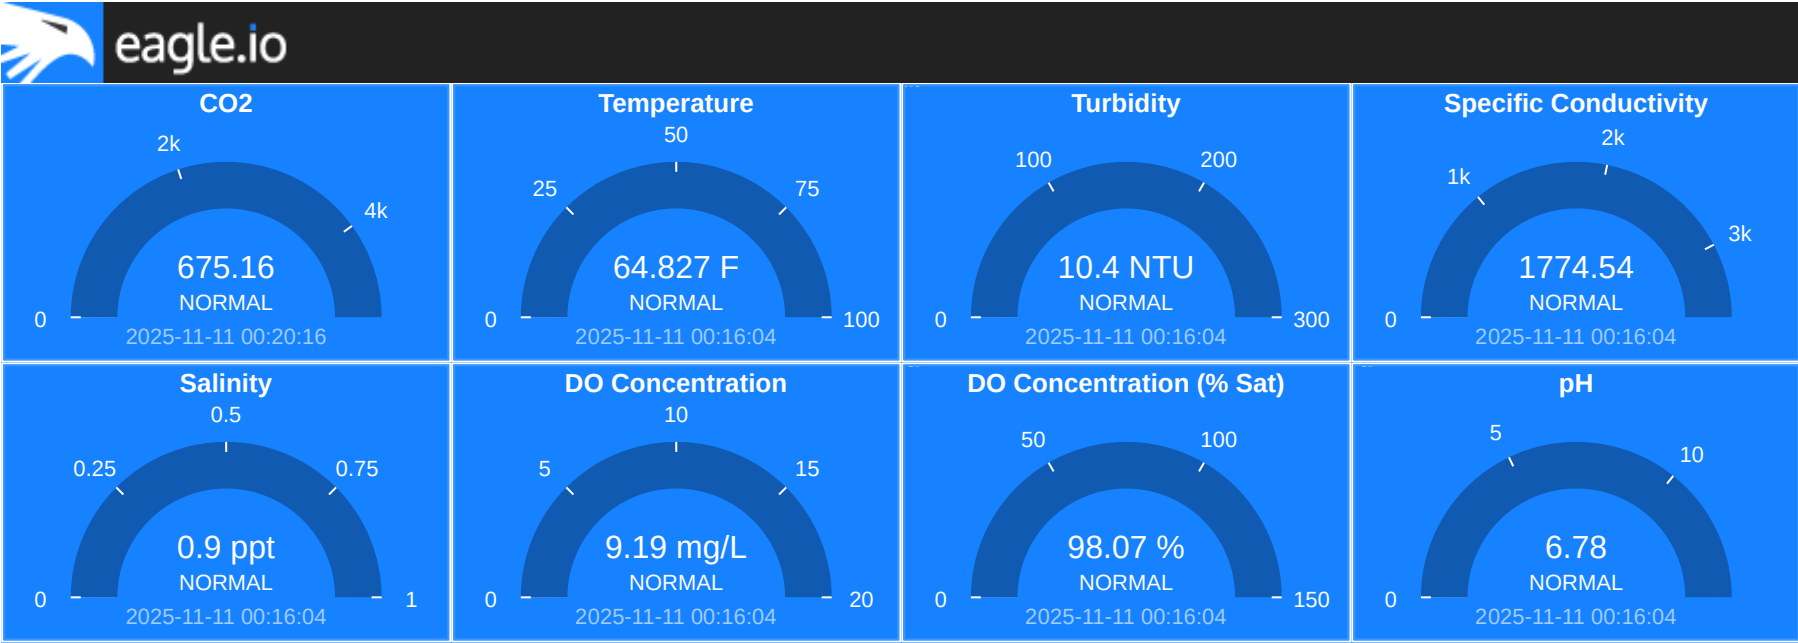 eagle.io
CO2
2k
4k
0
675.16
NORMAL
2025-11-11 00:20:16
Temperature
50
25
75
0
100
64.827 F
NORMAL
2025-11-11 00:16:04
Turbidity
100
200
0
300
10.4 NTU
NORMAL
2025-11-11 00:16:04
Specific Conductivity
2k
1k
3k
0
1774.54
NORMAL
2025-11-11 00:16:04
Salinity
0.5
0.25
0.75
0
1
0.9 ppt
NORMAL
2025-11-11 00:16:04
DO Concentration
10
5
15
0
20
9.19 mg/L
NORMAL
2025-11-11 00:16:04
DO Concentration (% Sat)
50
100
0
150
98.07 %
NORMAL
2025-11-11 00:16:04
pH
5
10
0
6.78
NORMAL
2025-11-11 00:16:04